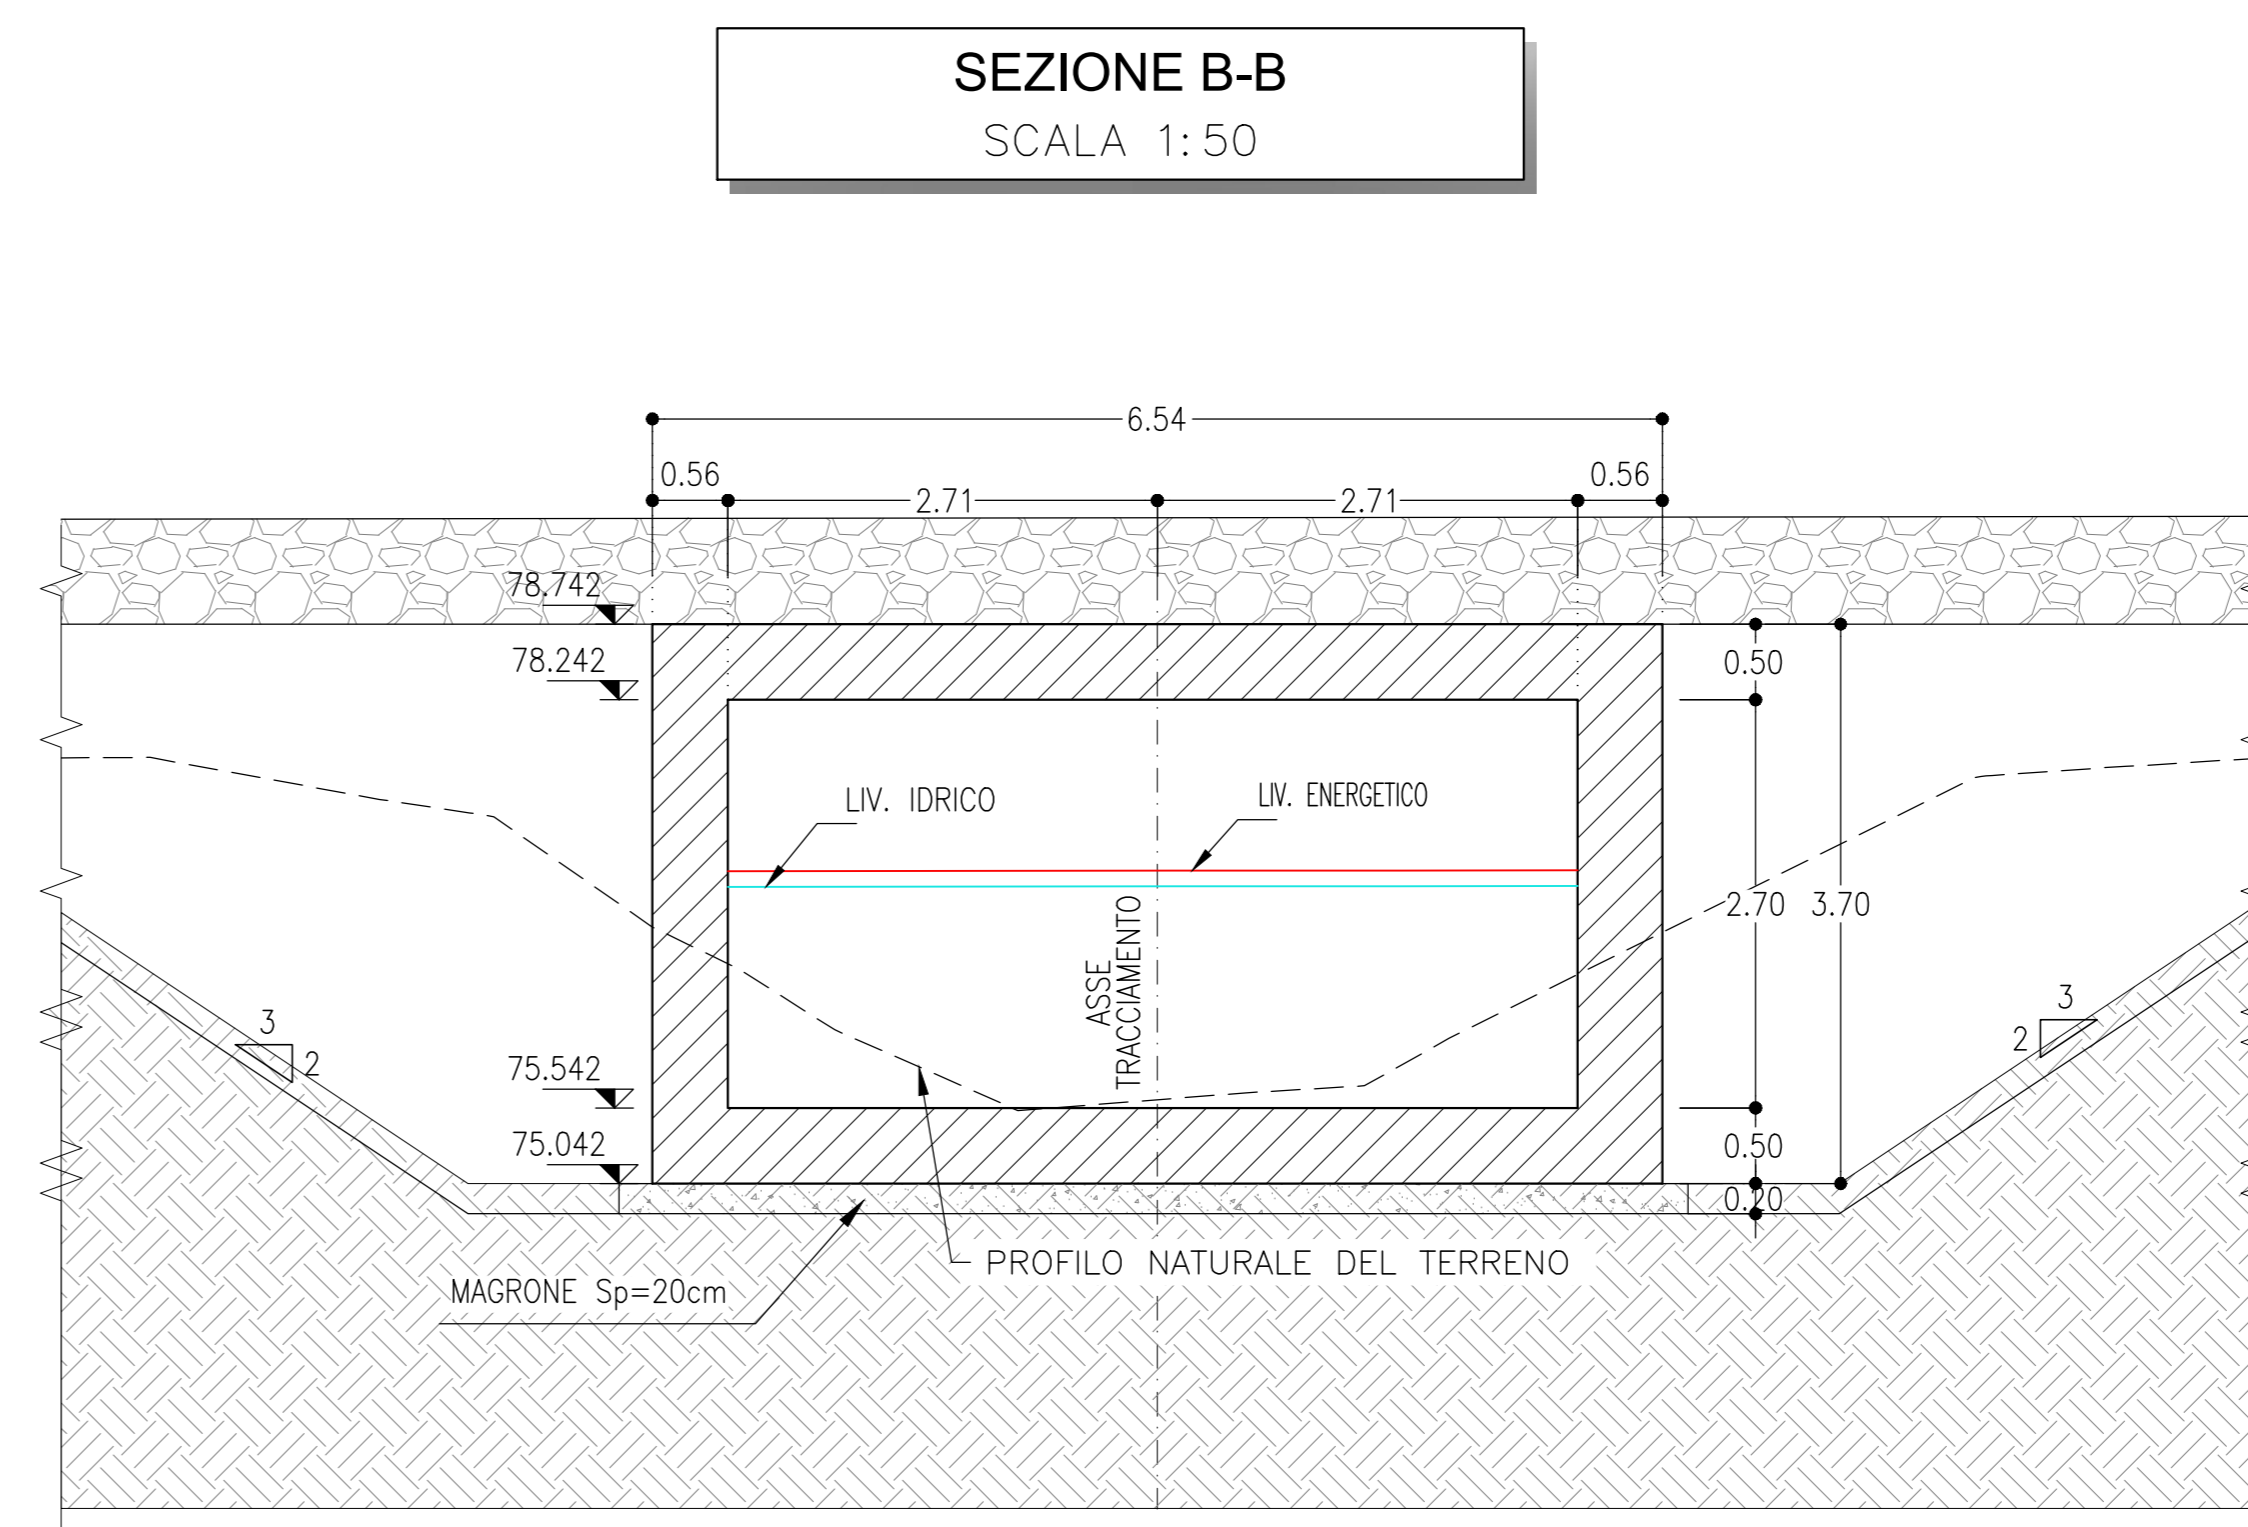 SEZIONE B-B
SCALA 1:50
6.54
0.56
0.56
2.71
2.71
78.742
78.242
0.50
LIV. IDRICO
LIV. ENERGETICO
2.70
3.70
ASSE
TRACCIAMENTO
3
2
3
2
75.542
75.042
0.50
0.20
PROFILO NATURALE DEL TERRENO
MAGRONE Sp=20cm